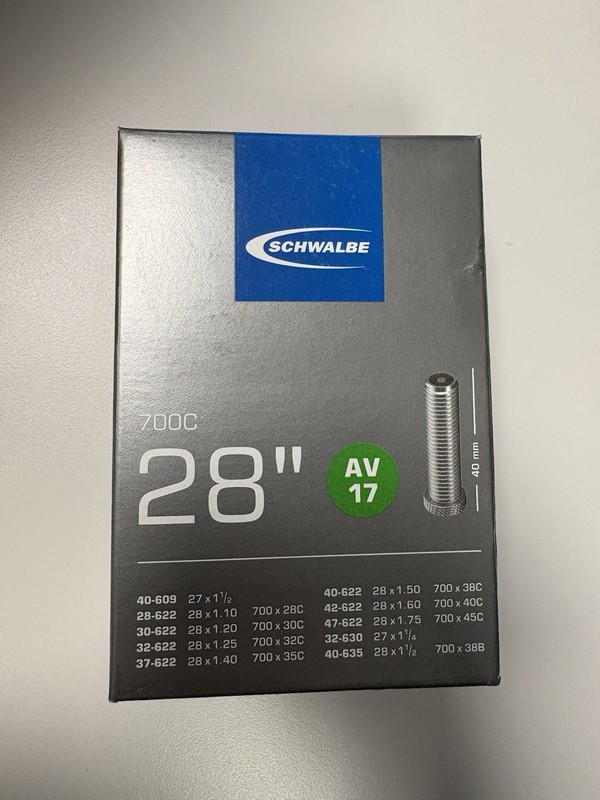 SCHWALBE
700C
28"
AV
17
40 mm
40-609 27 x 1 1/2
28-622 28 x 1.10 700 x 28C
30-622 28 x 1.20 700 x 30C
32-622 28 x 1.25 700 x 32C
37-622 28 x 1.40 700 x 35C
40-622 28 x 1.50 700 x 38C
42-622 28 x 1.60 700 x 40C
47-622 28 x 1.75 700 x 45C
32-630 27 x 1 1/4
40-635 28 x 1 1/2 700 x 38B